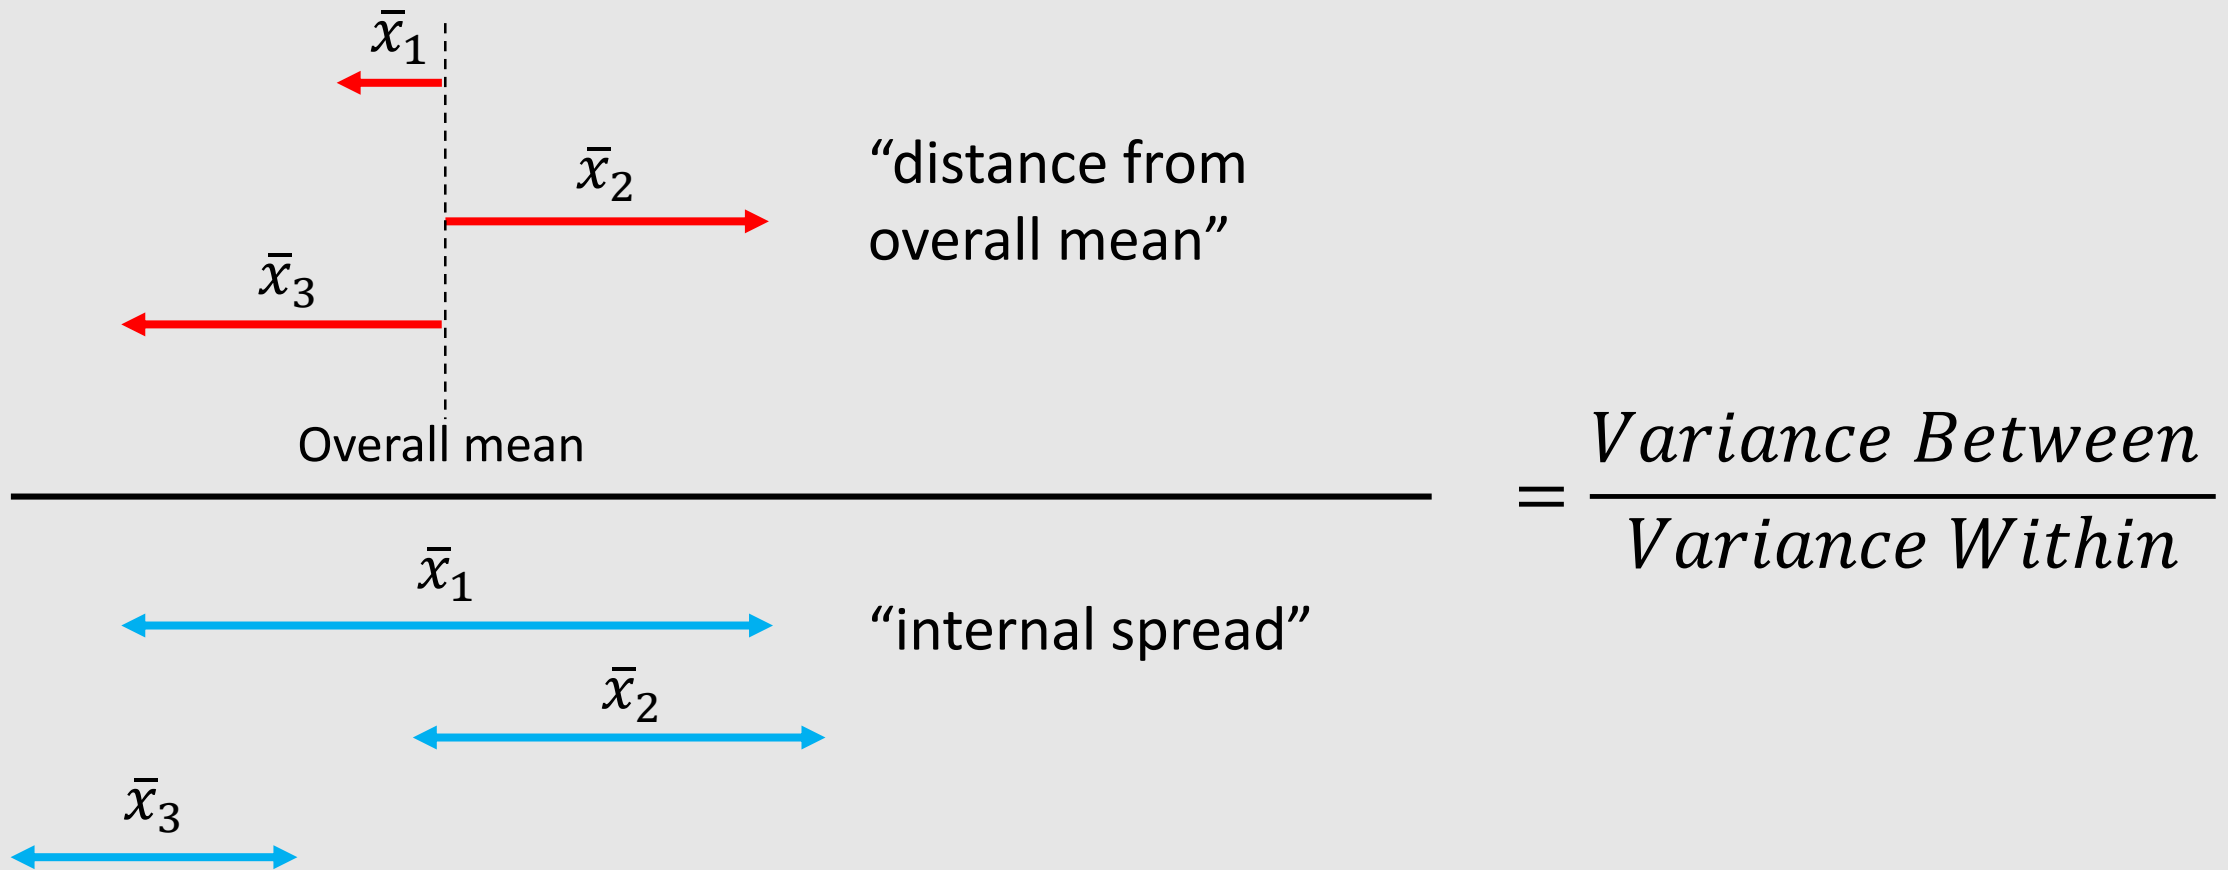 x̄₁
x̄₂
“distance from
overall mean”
x̄₃
Overall mean
= Variance Between
Variance Within
x̄₁
“internal spread”
x̄₂
x̄₃